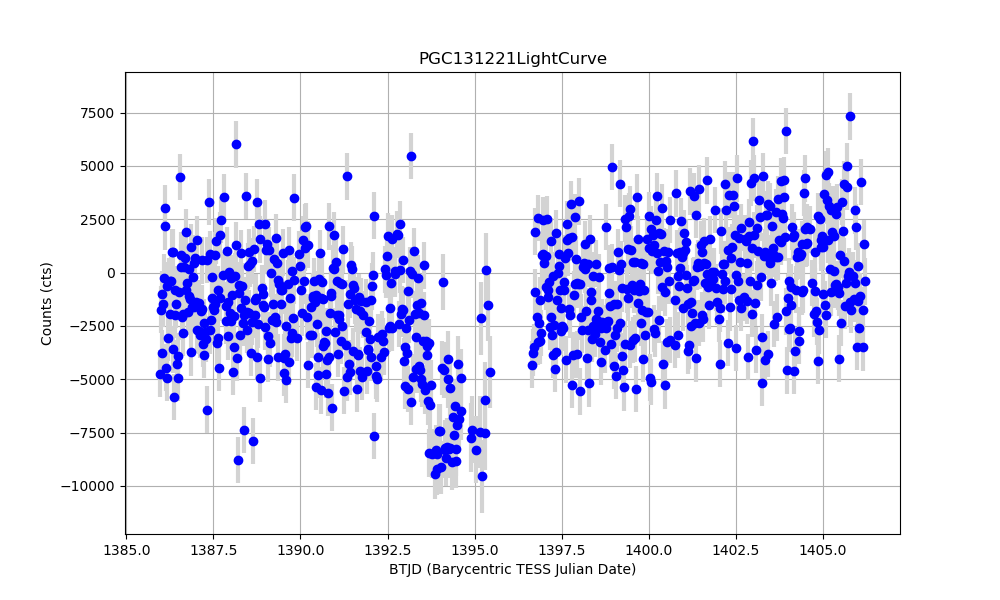 PGC131221LightCurve
7500
5000
2500
0
−2500
−5000
−7500
−10000
Counts (cts)
1385.0 1387.5 1390.0 1392.5 1395.0 1397.5 1400.0 1402.5 1405.0
BTJD (Barycentric TESS Julian Date)